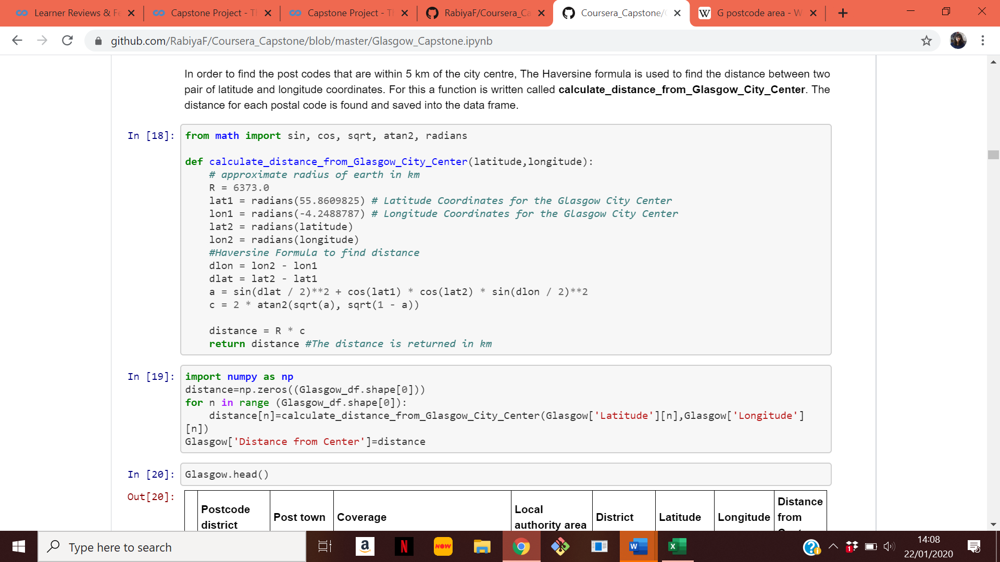 Learner Reviews & Fe
Capstone Project - Th
Capstone Project - Th
RabiyaF/Coursera_Ca
Coursera_Capstone/
G postcode area - W
github.com/RabiyaF/Coursera_Capstone/blob/master/Glasgow_Capstone.ipynb
In order to find the post codes that are within 5 km of the city centre, The Haversine formula is used to find the distance between two
pair of latitude and longitude coordinates. For this a function is written called calculate_distance_from_Glasgow_City_Center. The
distance for each postal code is found and saved into the data frame.
In [18]:
from math import sin, cos, sqrt, atan2, radians
def calculate_distance_from_Glasgow_City_Center(latitude,longitude):
# approximate radius of earth in km
R = 6373.0
lat1 = radians(55.8609825) # Latitude Coordinates for the Glasgow City Center
lon1 = radians(-4.2488787) # Longitude Coordinates for the Glasgow City Center
lat2 = radians(latitude)
lon2 = radians(longitude)
#Haversine Formula to find distance
dlon = lon2 - lon1
dlat = lat2 - lat1
a = sin(dlat / 2)**2 + cos(lat1) * cos(lat2) * sin(dlon / 2)**2
c = 2 * atan2(sqrt(a), sqrt(1 - a))
distance = R * c
return distance #The distance is returned in km
In [19]:
import numpy as np
distance=np.zeros((Glasgow_df.shape[0]))
for n in range (Glasgow_df.shape[0]):
distance[n]=calculate_distance_from_Glasgow_City_Center(Glasgow['Latitude'][n],Glasgow['Longitude']
[n])
Glasgow['Distance from Center']=distance
In [20]:
Glasgow.head()
Out[20]:
Postcode
district
Post town
Coverage
Local
authority area
District
Latitude
Longitude
Distance
from
Type here to search
a
N
NOW
W
X
1
14:08
22/01/2020